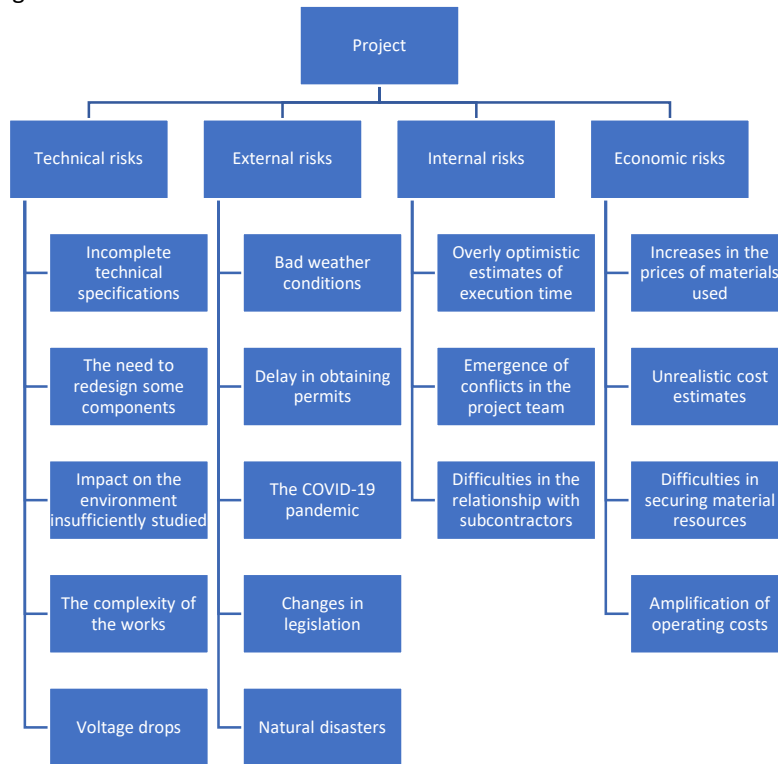 Project
Technical risks
External risks
Internal risks
Economic risks
Incomplete
technical
specifications
The need to
redesign some
components
Impact on the
environment
insufficiently studied
The complexity of
the works
Voltage drops
Bad weather
conditions
Delay in obtaining
permits
The COVID-19
pandemic
Changes in
legislation
Natural disasters
Overly optimistic
estimates of
execution time
Emergence of
conflicts in the
project team
Difficulties in the
relationship with
subcontractors
Increases in the
prices of materials
used
Unrealistic cost
estimates
Difficulties in
securing material
resources
Amplification of
operating costs